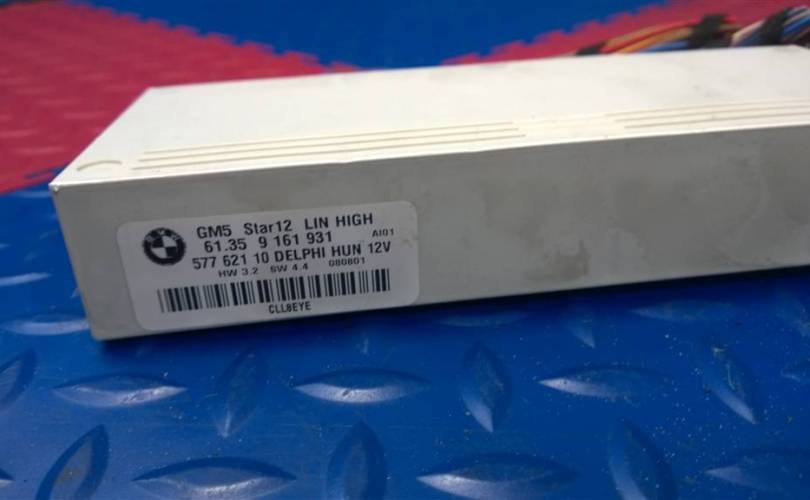 GM5 Star12 LIN HIGH
61.35 9 161 931 AI01
577 621 10 DELPHI HUN 12V
HW 3.2 SW 4.4 080801
CLL8EYE